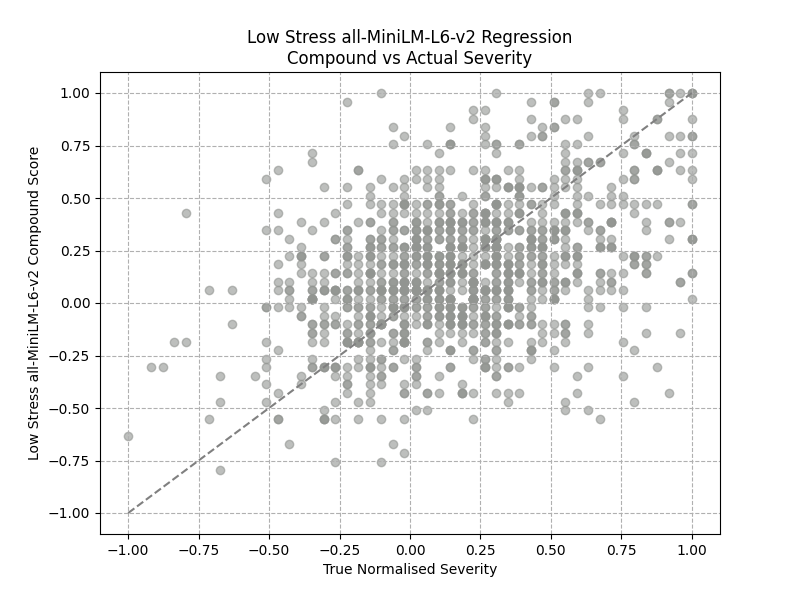 Low Stress all-MiniLM-L6-v2 Regression
Compound vs Actual Severity
Low Stress all-MiniLM-L6-v2 Compound Score
1.00
0.75
0.50
0.25
0.00
−0.25
−0.50
−0.75
−1.00
−1.00 −0.75 −0.50 −0.25 0.00 0.25 0.50 0.75 1.00
True Normalised Severity